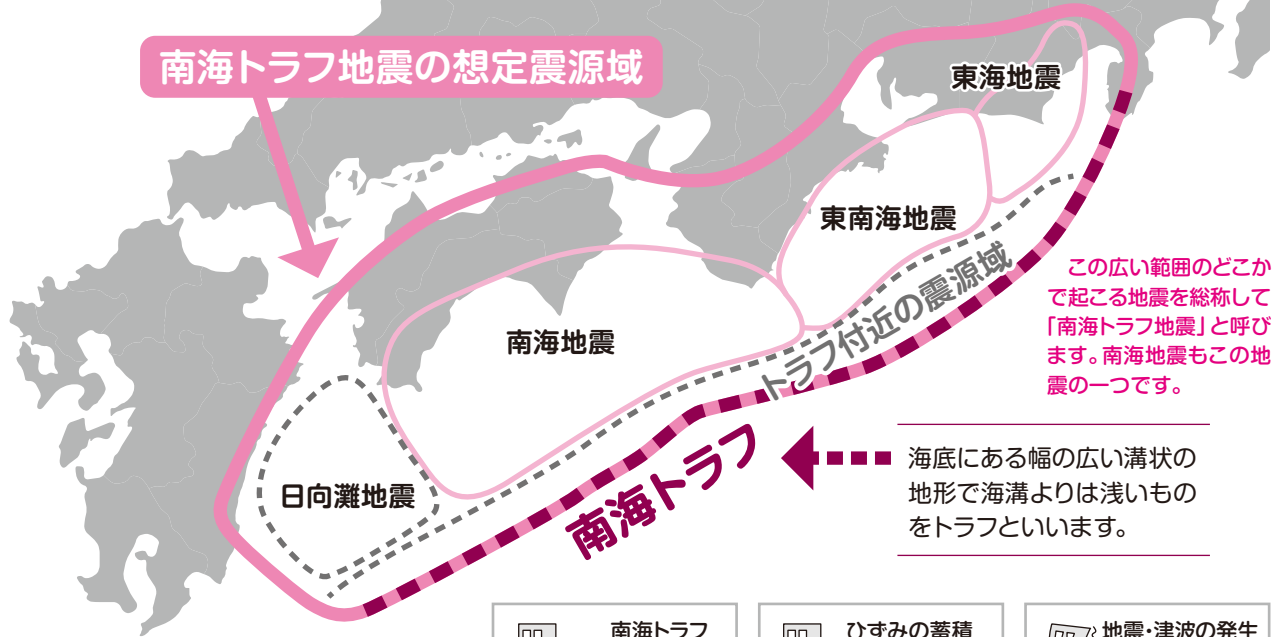 南海トラフ地震の想定震源域
東海地震
東南海地震
南海地震
日向灘地震
トラフ付近の震源域
南海トラフ
この広い範囲のどこか
で起こる地震を総称して
「南海トラフ地震」と呼び
ます。南海地震もこの地
震の一つです。
海底にある幅の広い溝状の
地形で海溝よりは浅いもの
をトラフといいます。
南海トラフ
ひずみの蓄積
地震・津波の発生